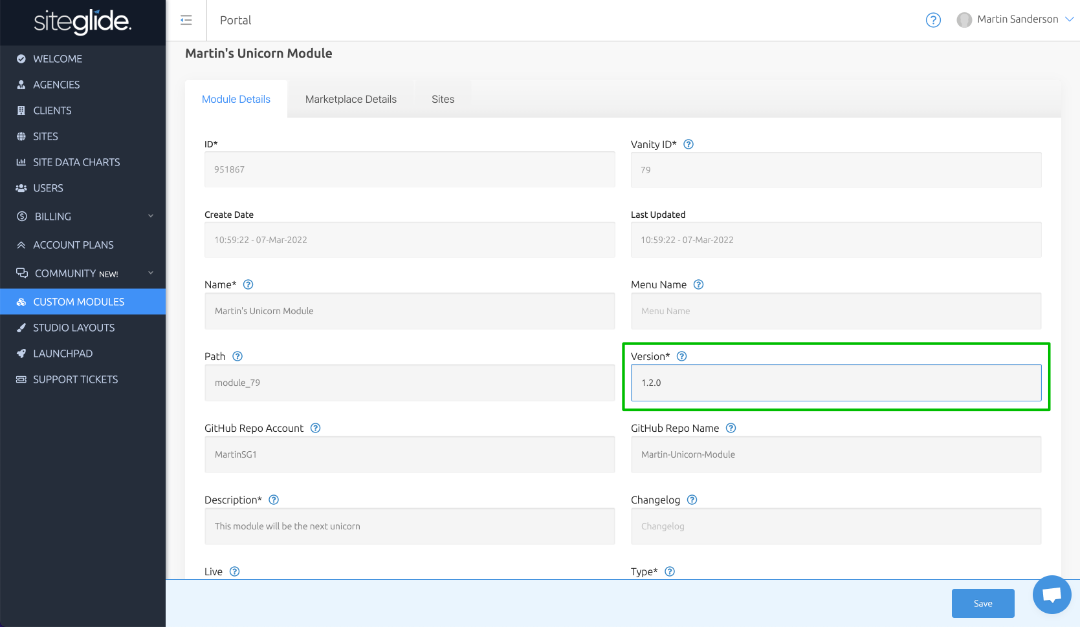 siteglide.
Portal
Martin Sanderson
WELCOME
AGENCIES
CLIENTS
SITES
SITE DATA CHARTS
USERS
BILLING
ACCOUNT PLANS
COMMUNITY NEW!
CUSTOM MODULES
STUDIO LAYOUTS
LAUNCHPAD
SUPPORT TICKETS
Martin's Unicorn Module
Module Details
Marketplace Details
Sites
ID*
951867
Vanity ID* ?
79
Create Date
10:59:22 - 07-Mar-2022
Last Updated
10:59:22 - 07-Mar-2022
Name* ?
Martin's Unicorn Module
Menu Name ?
Menu Name
Path ?
module_79
Version* ?
1.2.0
GitHub Repo Account ?
MartinSG1
GitHub Repo Name ?
Martin-Unicorn-Module
Description* ?
This module will be the next unicorn
Changelog ?
Changelog
Live ?
Type* ?
Save